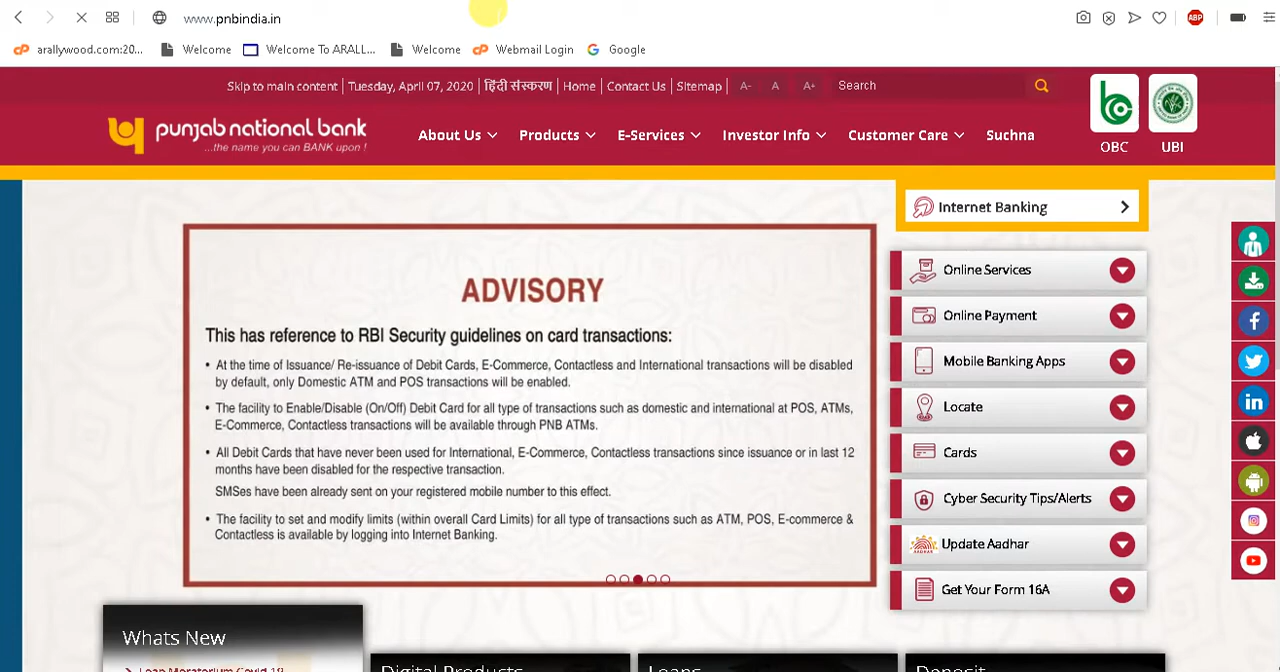 www.pnbindia.in
ABP
arallywood.com:20... Welcome Welcome To ARALL... Welcome Webmail Login Google
Skip to main content Tuesday, April 07, 2020 हिंदी संस्करण Home Contact Us Sitemap A- A A+ Search
punjab national bank
...the name you can BANK upon !
About Us Products E-Services Investor Info Customer Care Suchna
OBC UBI
Internet Banking
ADVISORY
This has reference to RBI Security guidelines on card transactions:
• At the time of Issuance/ Re-issuance of Debit Cards, E-Commerce, Contactless and International transactions will be disabled
by default, only Domestic ATM and POS transactions will be enabled.
• The facility to Enable/Disable (On/Off) Debit Card for all type of transactions such as domestic and international at POS, ATMs,
E-Commerce, Contactless transactions will be available through PNB ATMs.
• All Debit Cards that have never been used for International, E-Commerce, Contactless transactions since issuance or in last 12
months have been disabled for the respective transaction.
SMSes have been already sent on your registered mobile number to this effect.
• The facility to set and modify limits (within overall Card Limits) for all type of transactions such as ATM, POS, E-commerce &
Contactless is available by logging into Internet Banking.
Online Services
Online Payment
Mobile Banking Apps
Locate
Cards
Cyber Security Tips/Alerts
Update Aadhar
Get Your Form 16A
Whats New
Loan Moratorium Covid 19
Digital Products Loans Deposit